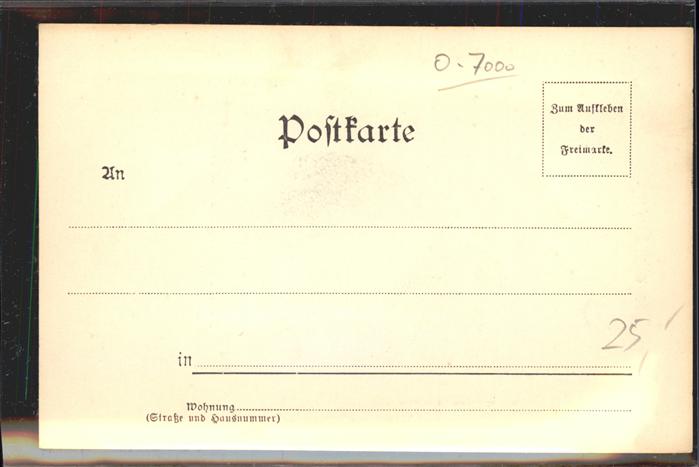 O-7000
Postkarte
Zum Aufkleben
der
Freimarke.
An
25,
in
Wohnung
(Straße und Hausnummer)